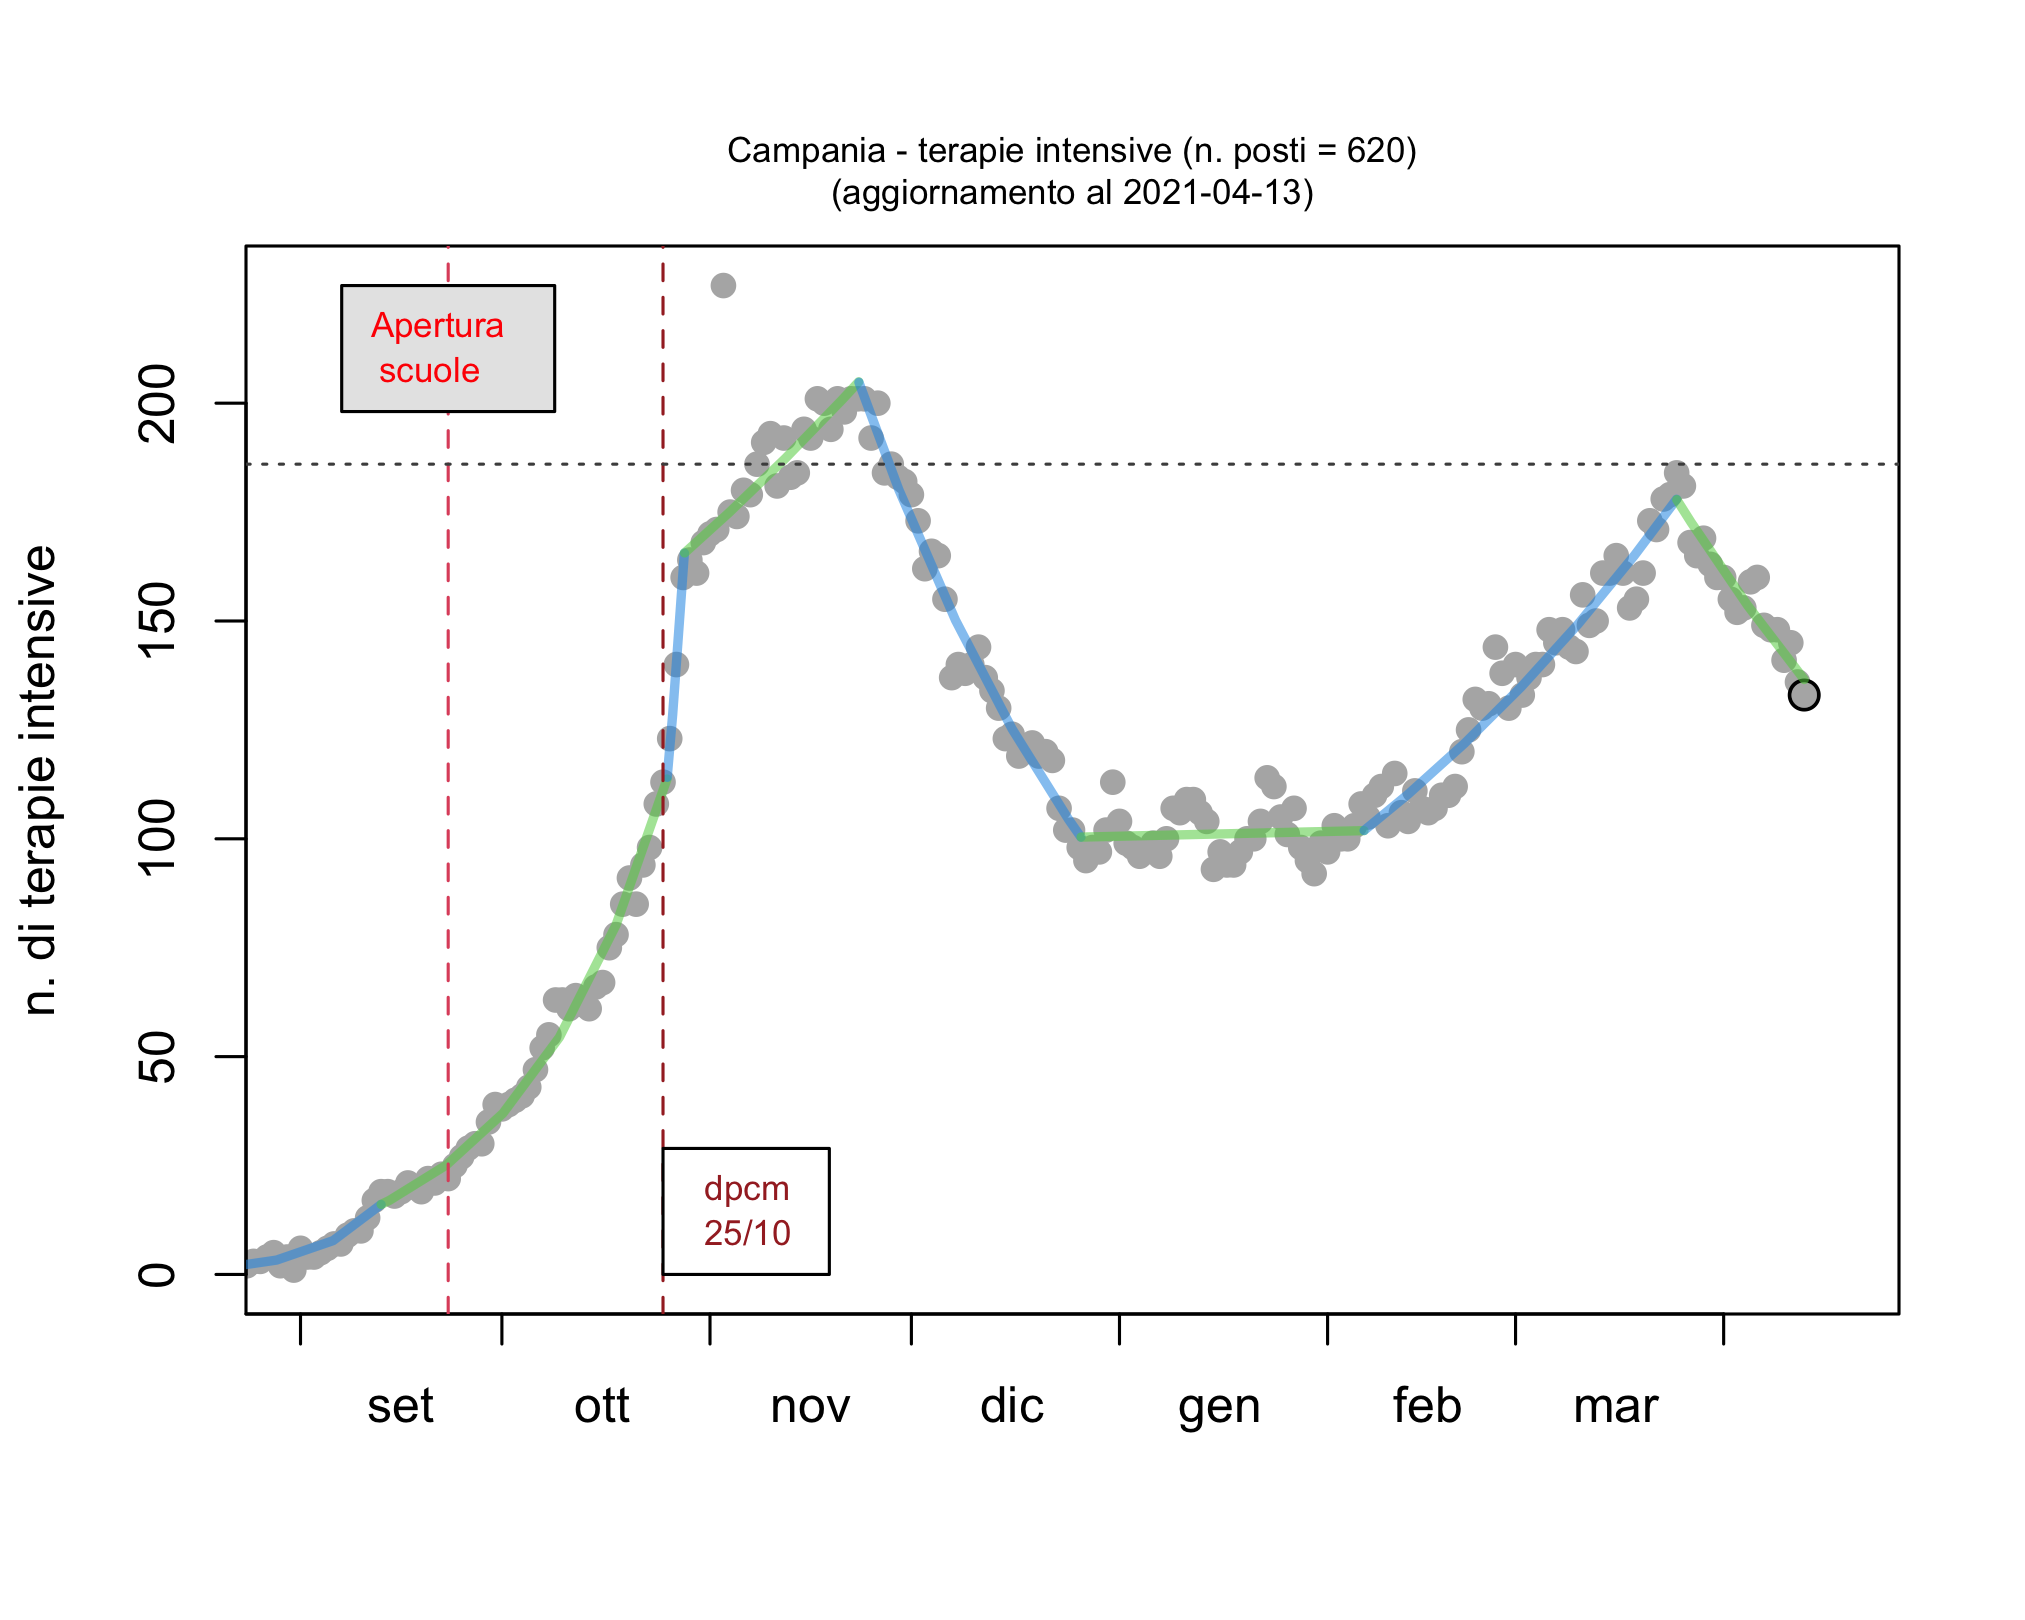 Campania - terapie intensive (n. posti = 620)
(aggiornamento al 2021-04-13)
Apertura
scuole
n. di terapie intensive
200
150
100
50
0
dpcm
25/10
set ott nov dic gen feb mar